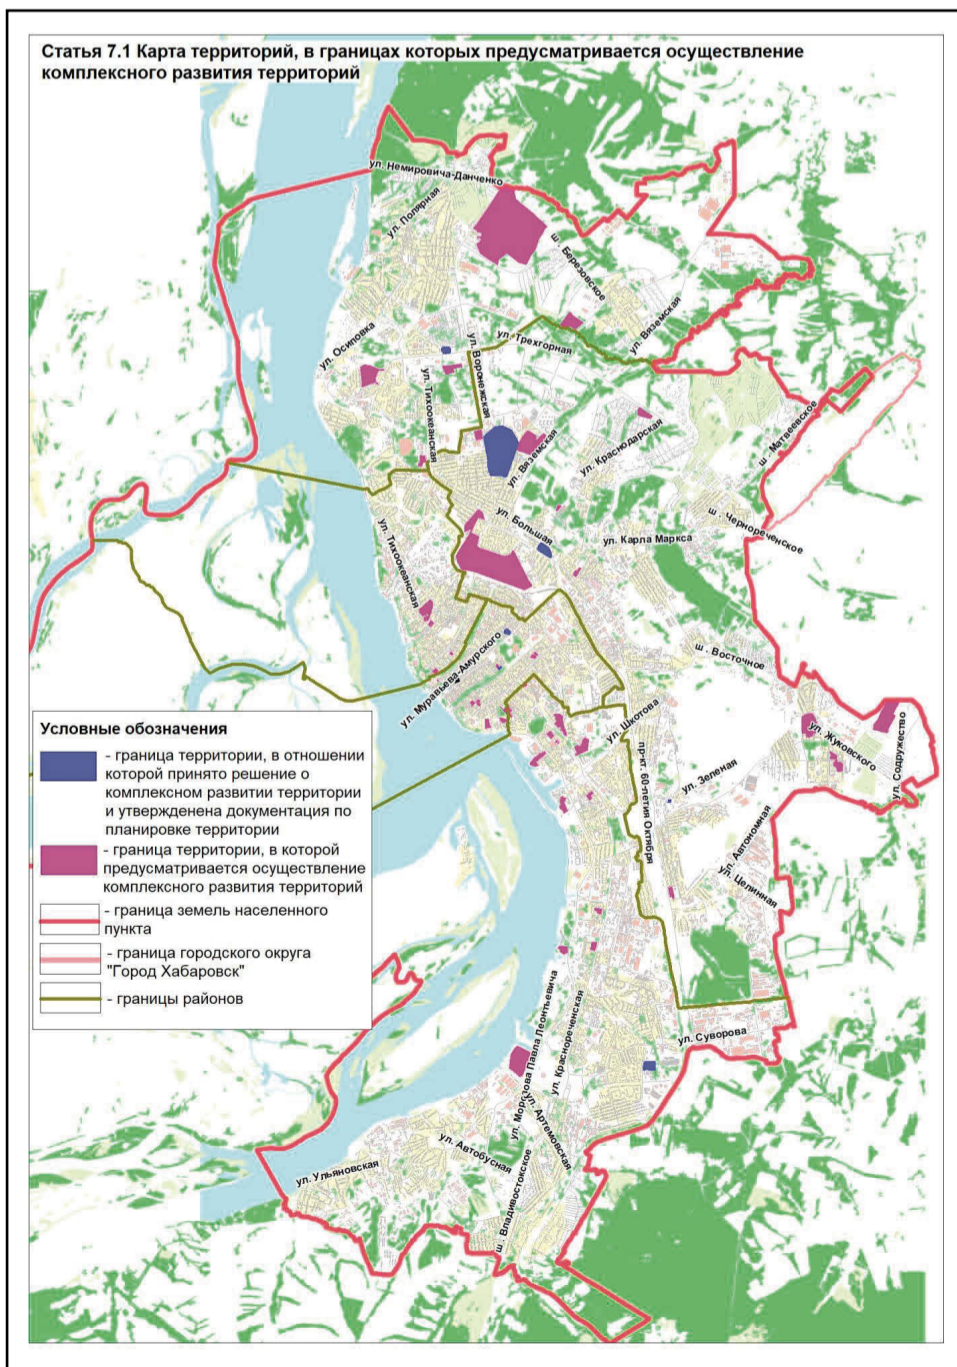 Статья 7.1 Карта территорий, в границах которых предусматривается осуществление
комплексного развития территорий
ул. Немировича-Данченко
ул. Полярная
ш. Березовское
ул. Вяземская
ул. Трехгорная
ул. Осиповка
ул. Воронежская
ул. Тихоокеанская
ш. Матвеевское
ул. Краснодарская
ул. Вяземская
ул. Большая
ш. Чернореченское
ул. Карла Маркса
ул. Тихоокеанская
ул. Муравьева-Амурского
ш. Восточное
ул. Шкотова
ул. Жуковского
ул. Содружество
пр-кт. 60-летия Октября
ул. Зеленая
ул. Автономная
ул. Целинная
Условные обозначения
- граница территории, в отношении
которой принято решение о
комплексном развитии территории
и утвержденена документация по
планировке территории
- граница территории, в которой
предусматривается осуществление
комплексного развития территорий
- граница земель населенного
пункта
- граница городского округа
"Город Хабаровск"
- границы районов
ул. Морозова Павла Леонтьевича
ул. Краснореченская
ул. Суворова
ул. Артемовская
ул. Автобусная
ул. Ульяновская
ш. Владивостокское